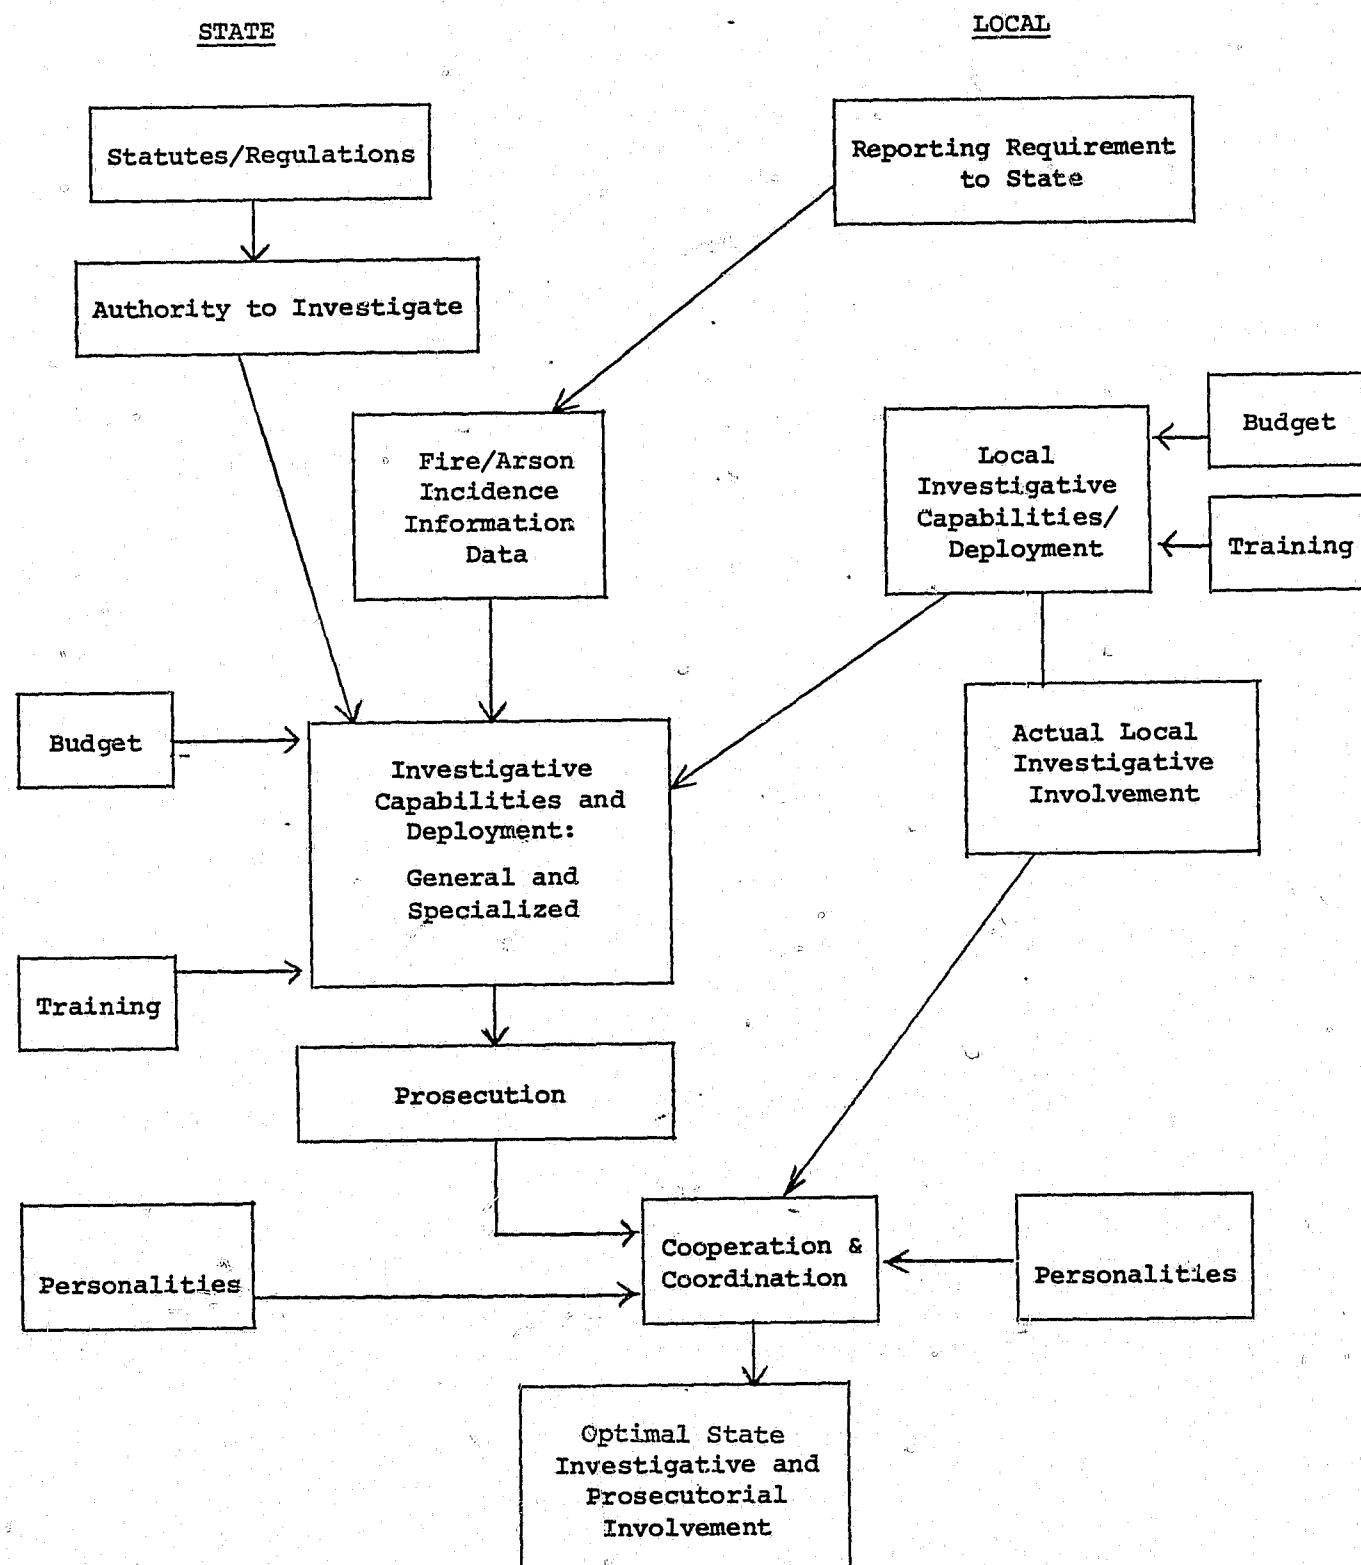 STATE
LOCAL
Statutes/Regulations
Reporting Requirement
to State
Authority to Investigate
Fire/Arson
Incidence
Information
Data
Local
Investigative
Capabilities/
Deployment
Budget
Training
Budget
Investigative
Capabilities and
Deployment:
General and
Specialized
Actual Local
Investigative
Involvement
Training
Prosecution
Personalities
Cooperation &
Coordination
Personalities
Optimal State
Investigative and
Prosecutorial
Involvement